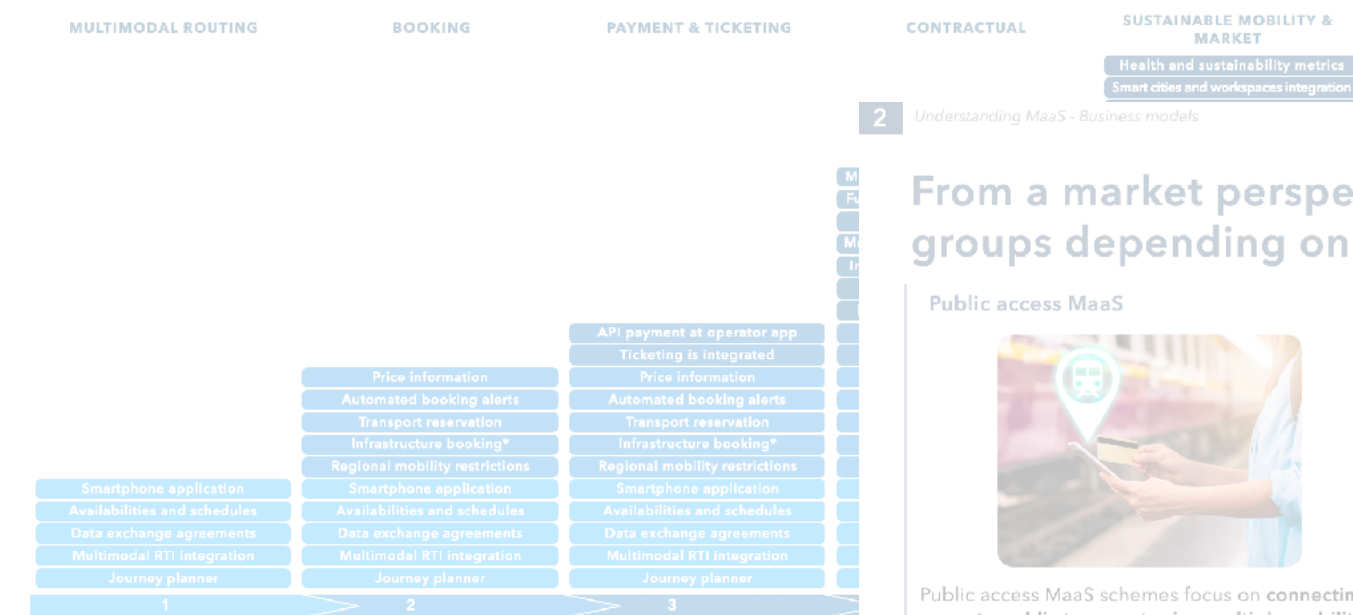 MULTIMODAL ROUTING
BOOKING
PAYMENT & TICKETING
CONTRACTUAL
SUSTAINABLE MOBILITY &
MARKET
Health and sustainability metrics
Smart cities and workspaces integration
2 Understanding MaaS - Business models
From a market perspe
groups depending on
Public access MaaS
Public access MaaS schemes focus on connectin
Smartphone application
Availabilities and schedules
Data exchange agreements
Multimodal RTI integration
Journey planner
1
Price information
Automated booking alerts
Transport reservation
Infrastructure booking*
Regional mobility restrictions
Smartphone application
Availabilities and schedules
Data exchange agreements
Multimodal RTI integration
Journey planner
2
API payment at operator app
Ticketing is integrated
Price information
Automated booking alerts
Transport reservation
Infrastructure booking*
Regional mobility restrictions
Smartphone application
Availabilities and schedules
Data exchange agreements
Multimodal RTI integration
Journey planner
3
M
Fu
M
In